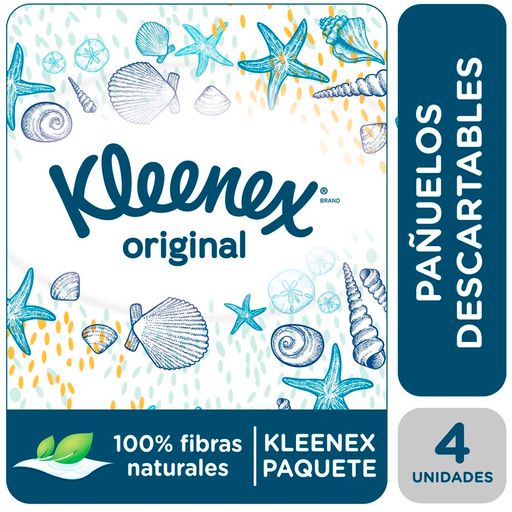 Kleenex®
BRAND
original
100% fibras
naturales
KLEENEX
PAQUETE
PAÑUELOS
DESCARTABLES
4
UNIDADES